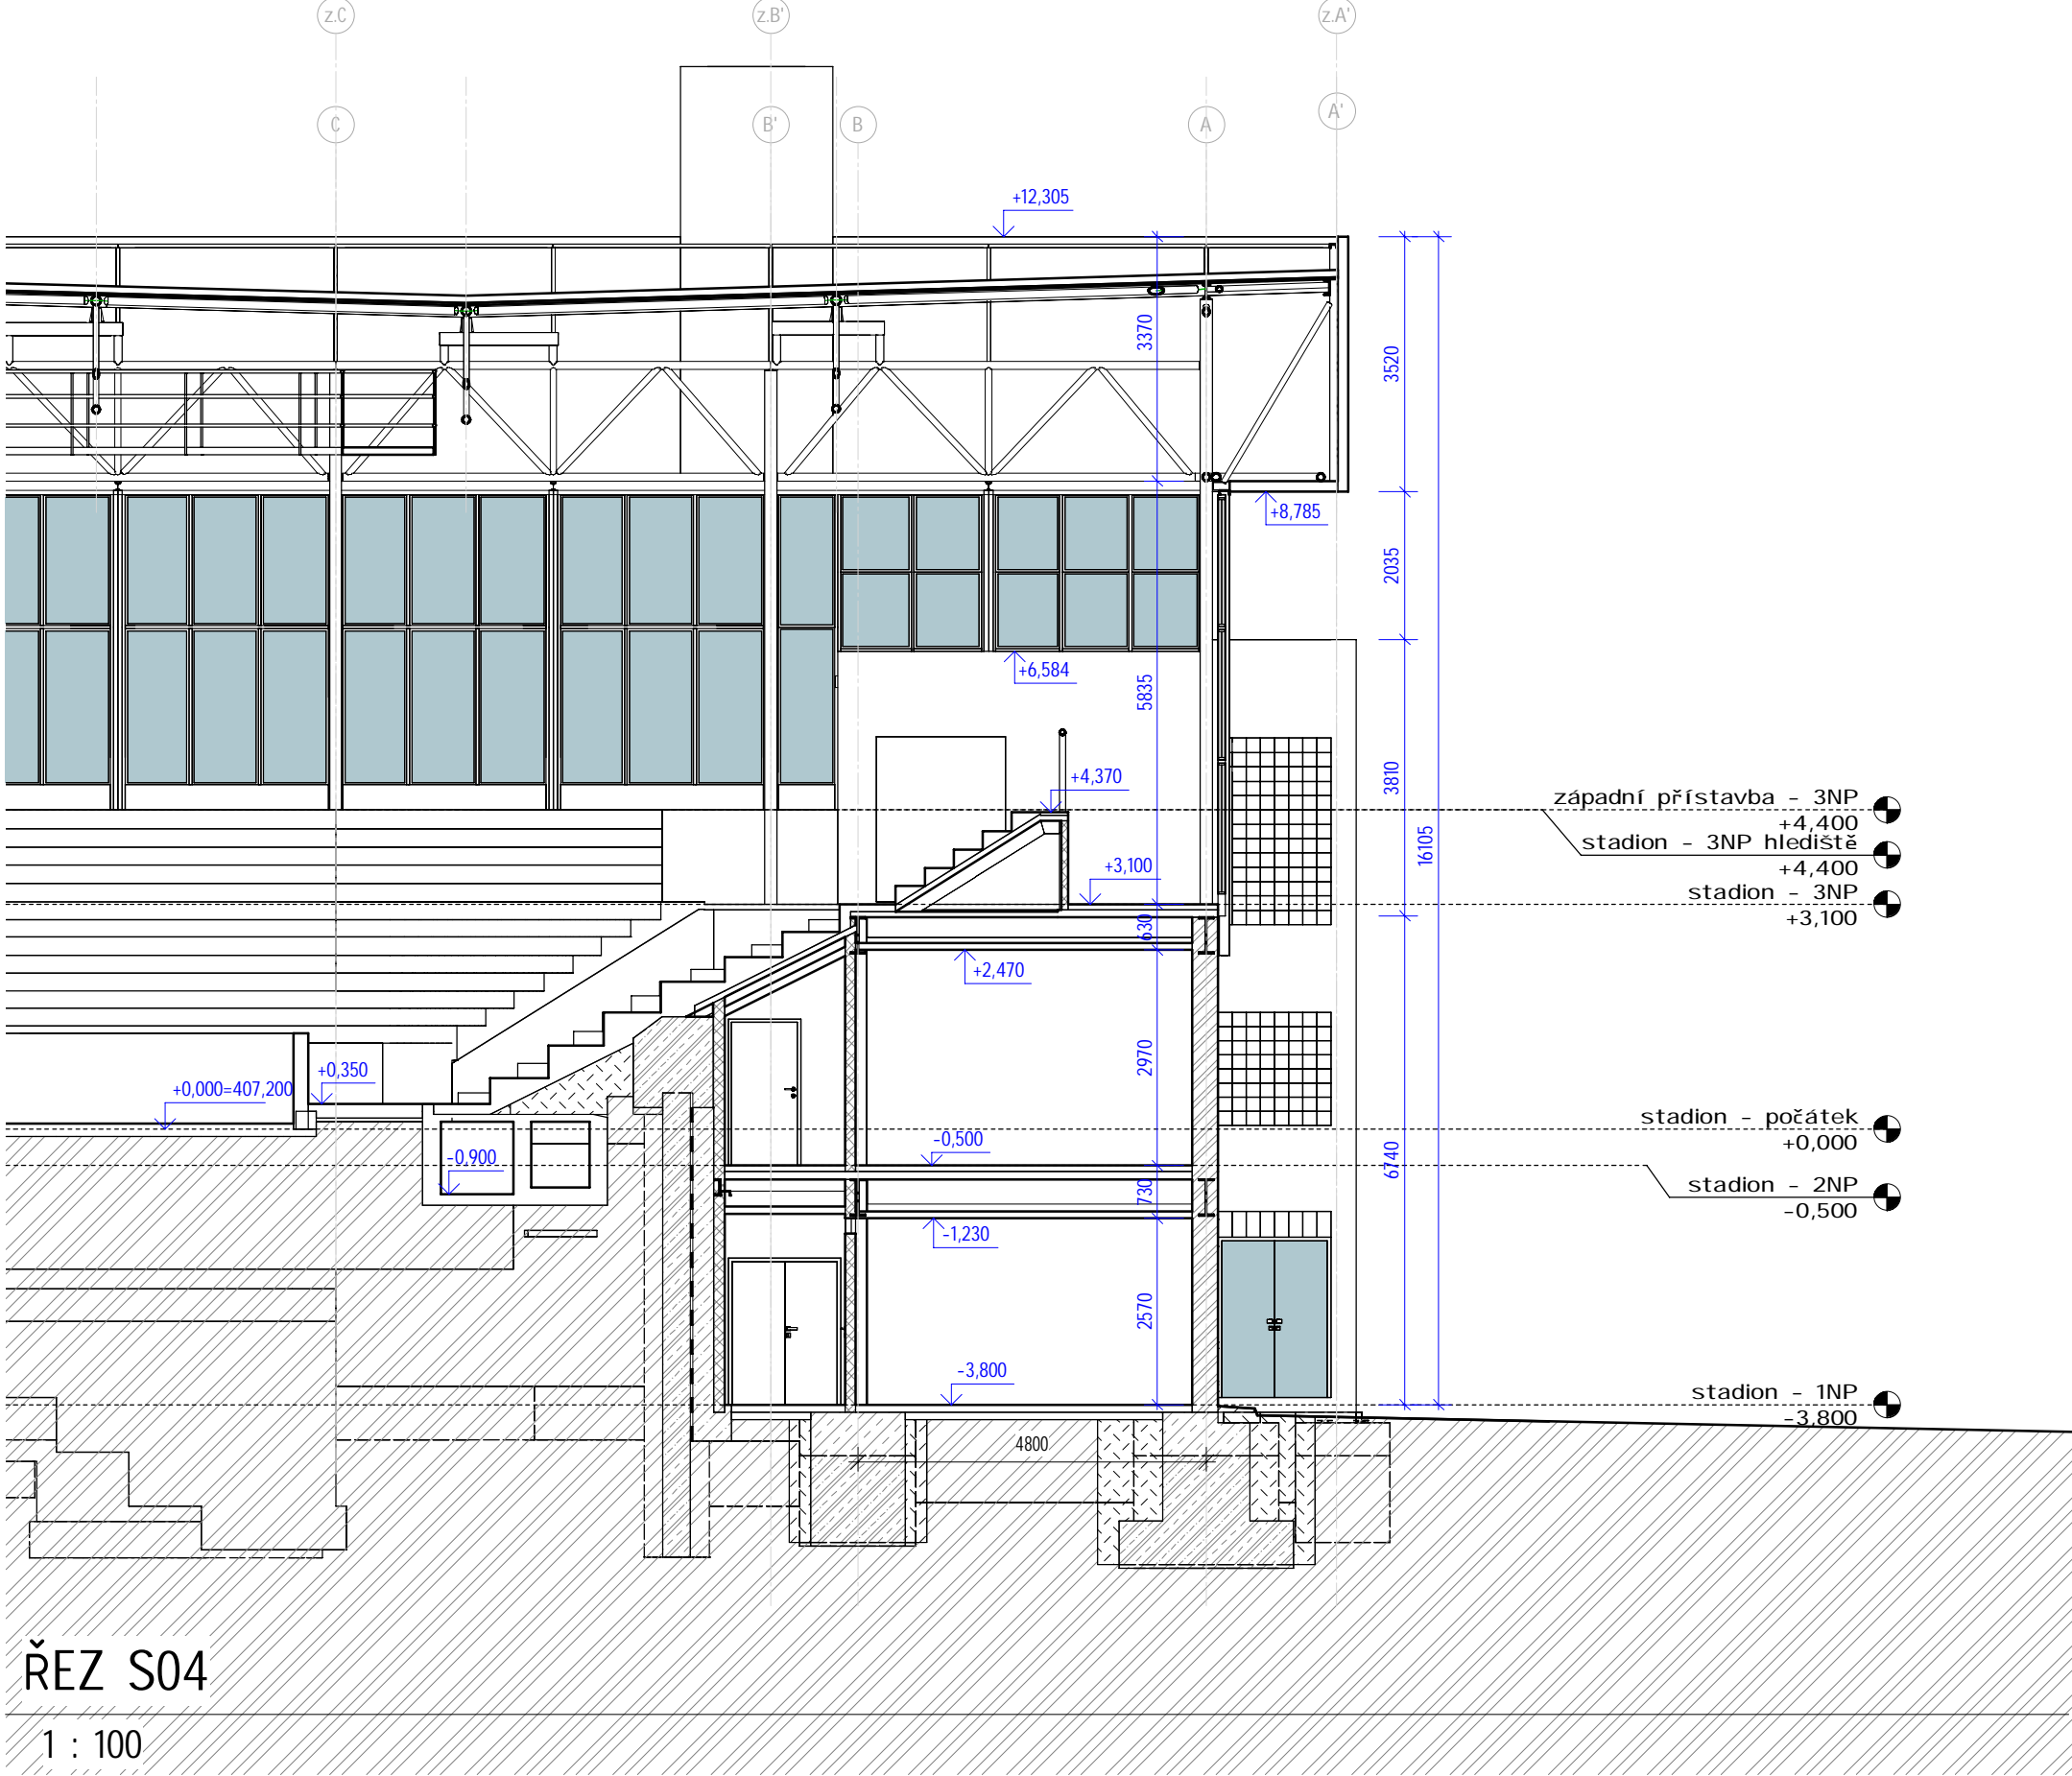 z.C
z.B'
z.A'
C
B'
B
A
A'
+12,305
3370
3520
+8,785
2035
+6,584
5835
3810
+4,370
západní přístavba - 3NP
+4,400
stadion - 3NP hlediště
+4,400
16105
+3,100
stadion - 3NP
+3,100
630
+2,470
2970
+0,350
+0,000=407,200
stadion - počátek
+0,000
-0,500
-0,900
6740
stadion - 2NP
-0,500
730
-1,230
2570
-3,800
stadion - 1NP
-3,800
4800
ŘEZ S04
1 : 100